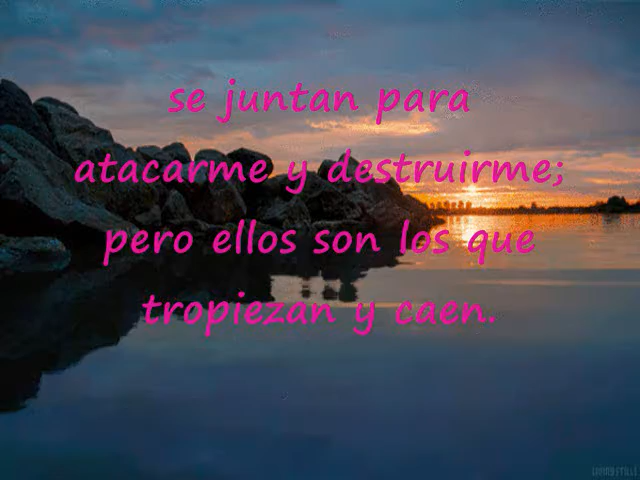 se juntan para
atacarme y destruirme;
pero ellos son los que
tropiezan y caen.